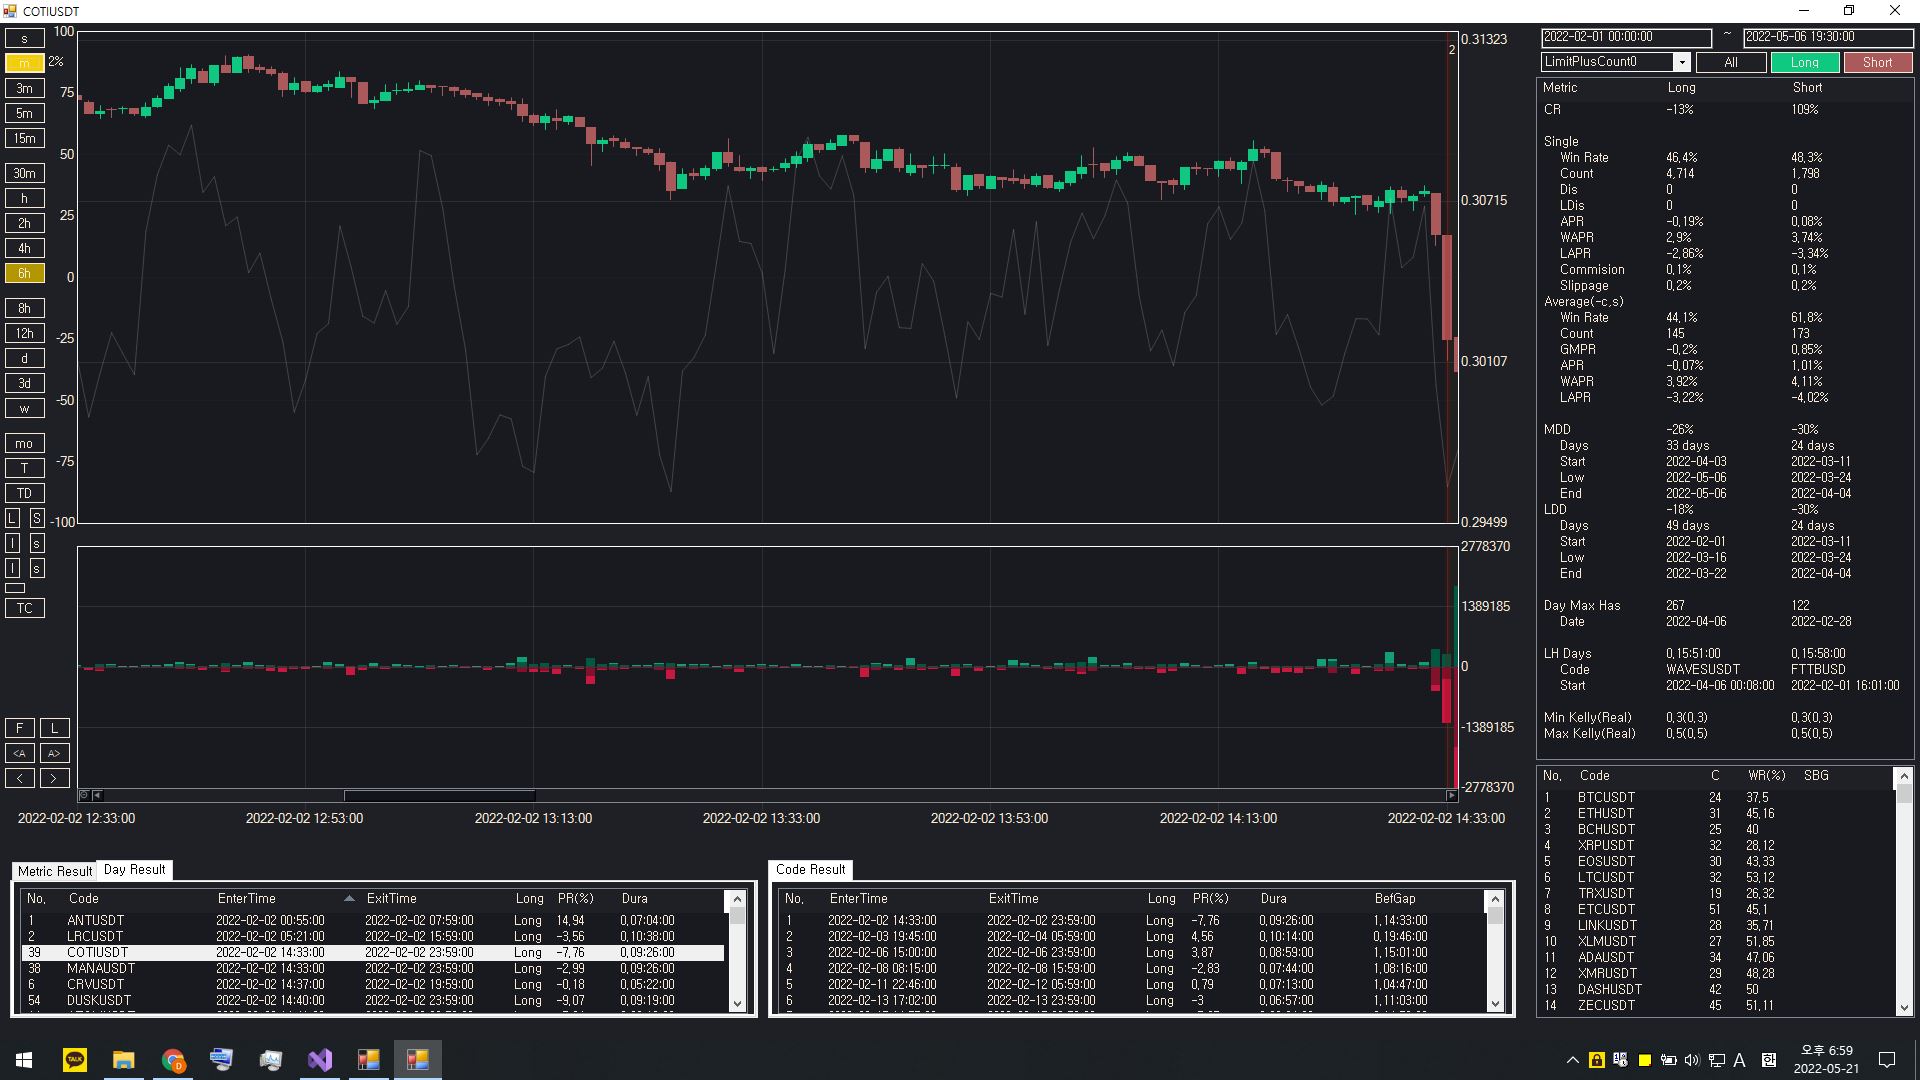 COTIUSDT
s
m 2%
3m
5m
15m
30m
h
2h
4h
6h
8h
12h
d
3d
w
mo
T
TD
L S
l s
l s
TC
F L
<A A>
< >
100
75
50
25
0
-25
-50
-75
-100
2
0.31323
0.30715
0.30107
0.29499
2778370
1389185
0
-1389185
-2778370
2022-02-02 12:33:00 2022-02-02 12:53:00 2022-02-02 13:13:00 2022-02-02 13:33:00 2022-02-02 13:53:00 2022-02-02 14:13:00 2022-02-02 14:33:00
2022-02-01 00:00:00 ~ 2022-05-06 19:30:00
LimitPlusCount0 All Long Short
Metric Long Short
CR -13% 109%
Single
Win Rate 46.4% 48.3%
Count 4,714 1,798
Dis 0 0
LDis 0 0
APR -0.19% 0.08%
WAPR 2.9% 3.74%
LAPR -2.86% -3.34%
Commision 0.1% 0.1%
Slippage 0.2% 0.2%
Average(-c,s)
Win Rate 44.1% 61.8%
Count 145 173
GMPR -0.2% 0.85%
APR -0.07% 1.01%
WAPR 3.92% 4.11%
LAPR -3.22% -4.02%
MDD -26% -30%
Days 33 days 24 days
Start 2022-04-03 2022-03-11
Low 2022-05-06 2022-03-24
End 2022-05-06 2022-04-04
LDD -18% -30%
Days 49 days 24 days
Start 2022-02-01 2022-03-11
Low 2022-03-16 2022-03-24
End 2022-03-22 2022-04-04
Day Max Has 267 122
Date 2022-04-06 2022-02-28
LH Days 0.15:51:00 0.15:58:00
Code WAVESUSDT FTTBUSD
Start 2022-04-06 00:08:00 2022-02-01 16:01:00
Min Kelly(Real) 0.3(0.3) 0.3(0.3)
Max Kelly(Real) 0.5(0.5) 0.5(0.5)
No. Code C WR(%) SBG
1 BTCUSDT 24 37.5
2 ETHUSDT 31 45.16
3 BCHUSDT 25 40
4 XRPUSDT 32 28.12
5 EOSUSDT 30 43.33
6 LTCUSDT 32 53.12
7 TRXUSDT 19 26.32
8 ETCUSDT 51 45.1
9 LINKUSDT 28 35.71
10 XLMUSDT 27 51.85
11 ADAUSDT 34 47.06
12 XMRUSDT 29 48.28
13 DASHUSDT 42 50
14 ZECUSDT 45 51.11
Metric Result Day Result
No. Code EnterTime ExitTime Long PR(%) Dura
1 ANTUSDT 2022-02-02 00:55:00 2022-02-02 07:59:00 Long 14.94 0.07:04:00
2 LRCUSDT 2022-02-02 05:21:00 2022-02-02 15:59:00 Long -3.56 0.10:38:00
39 COTIUSDT 2022-02-02 14:33:00 2022-02-02 23:59:00 Long -7.76 0.09:26:00
38 MANAUSDT 2022-02-02 14:33:00 2022-02-02 23:59:00 Long -2.99 0.09:26:00
6 CRVUSDT 2022-02-02 14:37:00 2022-02-02 19:59:00 Long -0.18 0.05:22:00
54 DUSKUSDT 2022-02-02 14:40:00 2022-02-02 23:59:00 Long -9.07 0.09:19:00
Code Result
No. EnterTime ExitTime Long PR(%) Dura BefGap
1 2022-02-02 14:33:00 2022-02-02 23:59:00 Long -7.76 0.09:26:00 1.14:33:00
2 2022-02-03 19:45:00 2022-02-04 05:59:00 Long 4.56 0.10:14:00 0.19:46:00
3 2022-02-06 15:00:00 2022-02-06 23:59:00 Long 3.87 0.08:59:00 1.15:01:00
4 2022-02-08 08:15:00 2022-02-08 15:59:00 Long -2.83 0.07:44:00 1.08:16:00
5 2022-02-11 22:46:00 2022-02-12 05:59:00 Long 0.79 0.07:13:00 1.04:47:00
6 2022-02-13 17:02:00 2022-02-13 23:59:00 Long -3 0.06:57:00 1.11:03:00
TALK
D
A
오후 6:59
2022-05-21